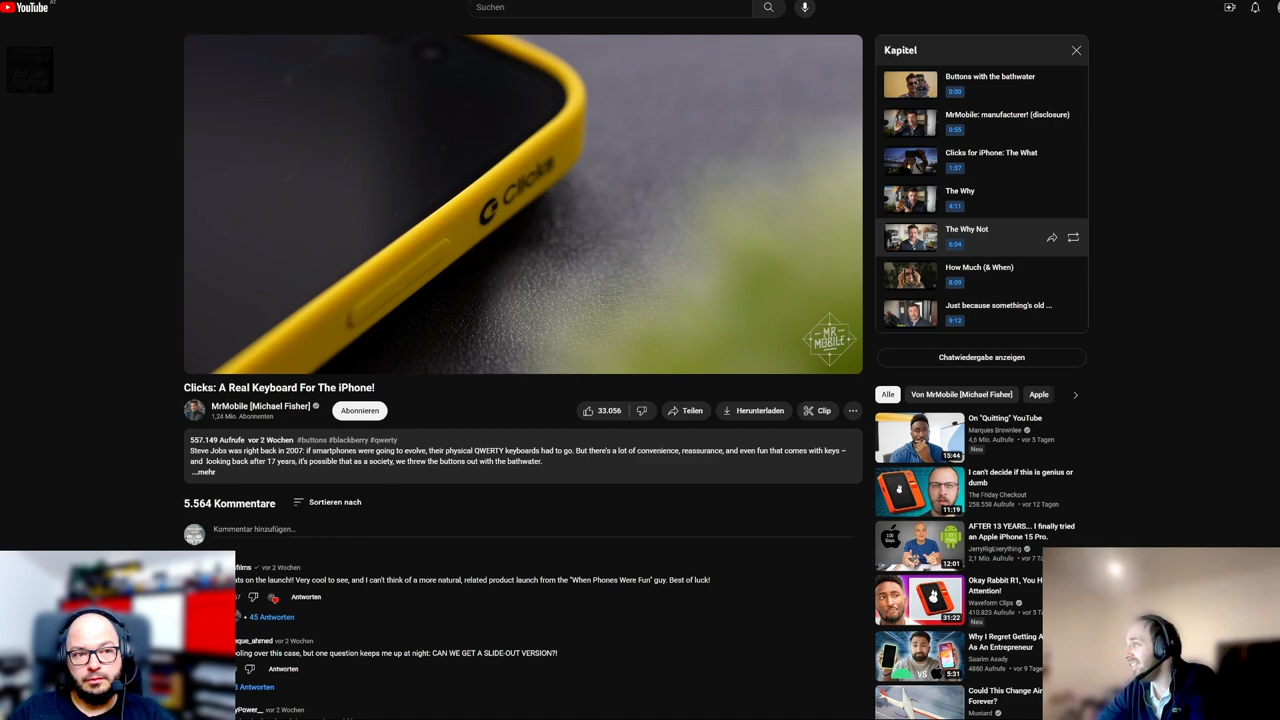 YouTube
AT
Suchen
Clicks
MR MOBILE
Kapitel
Buttons with the bathwater
0:00
MrMobile: manufacturer! (disclosure)
0:55
Clicks for iPhone: The What
1:37
The Why
4:11
The Why Not
6:04
How Much (& When)
8:09
Just because something's old ...
9:12
Chatwiedergabe anzeigen
Clicks: A Real Keyboard For The iPhone!
MrMobile [Michael Fisher]
1,24 Mio. Abonnenten
Abonnieren
33.056
Teilen
Herunterladen
Clip
557.149 Aufrufe vor 2 Wochen #buttons #blackberry #qwerty
Steve Jobs was right back in 2007: if smartphones were going to evolve, their physical QWERTY keyboards had to go. But there's a lot of convenience, reassurance, and even fun that comes with keys –
and looking back after 17 years, it's possible that as a society, we threw the buttons out with the bathwater.
...mehr
5.564 Kommentare
Sortieren nach
Kommentar hinzufügen...
films vor 2 Wochen
ats on the launch!! Very cool to see, and I can't think of a more natural, related product launch from the "When Phones Were Fun" guy. Best of luck!
Antworten
• 45 Antworten
que_ahmed vor 2 Wochen
oling over this case, but one question keeps me up at night: CAN WE GET A SLIDE-OUT VERSION?!
Antworten
Antworten
yPower__ vor 2 Wochen
Alle
Von MrMobile [Michael Fisher]
Apple
On "Quitting" YouTube
Marques Brownlee
4,6 Mio. Aufrufe • vor 5 Tagen
Neu
15:44
I can't decide if this is genius or
dumb
The Friday Checkout
258.558 Aufrufe • vor 12 Tagen
11:19
AFTER 13 YEARS... I finally tried
an Apple iPhone 15 Pro.
JerryRigEverything
2,1 Mio. Aufrufe • vor 7 T
12:01
Okay Rabbit R1, You H
Attention!
Waveform Clips
410.823 Aufrufe • vor 5 T
Neu
31:22
Why I Regret Getting A
As An Entrepreneur
Saarim Asady
4860 Aufrufe • vor 9 Tage
VS
5:31
Could This Change Air
Forever?
Mustard